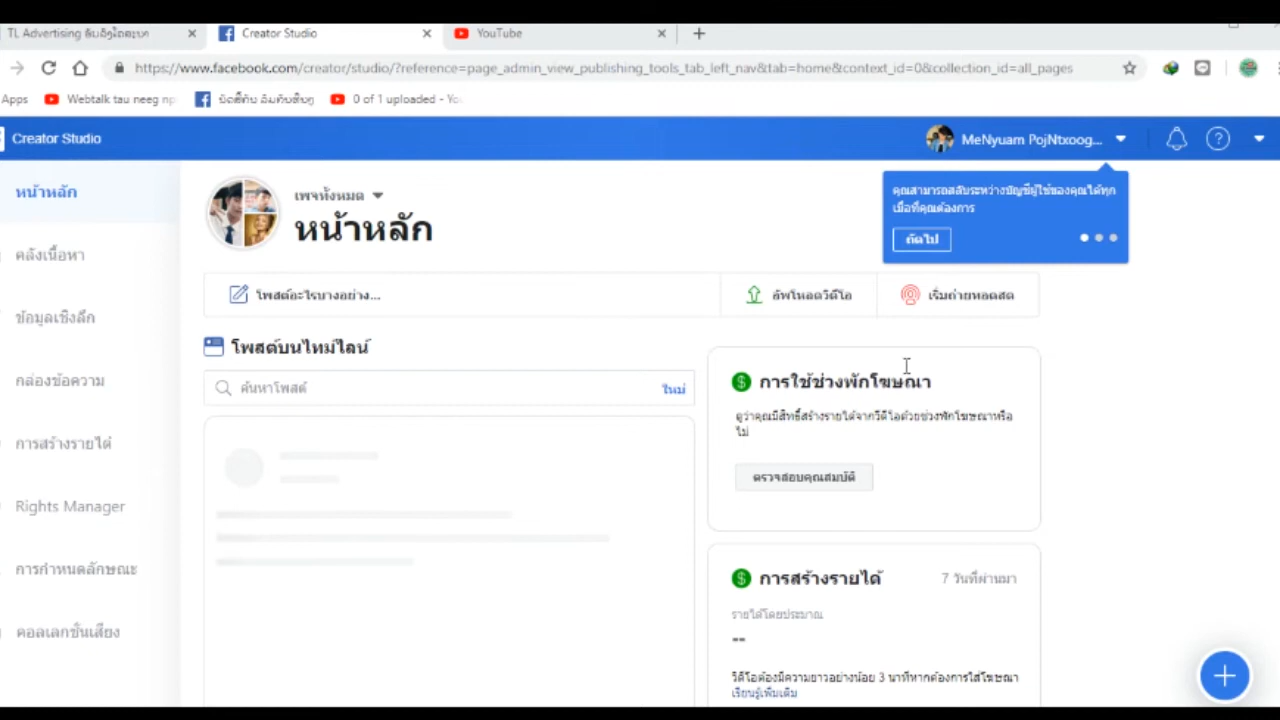 TL Advertising
Creator Studio
YouTube
https://www.facebook.com/creator/studio/?reference=page_admin_view_publishing_tools_tab_left_nav&tab=home&context_id=0&collection_id=all_pages
Apps
Webtalk tau neeg
0 of 1 uploaded - Yo
Creator Studio
MeNyuam PojNtxoog...
คุณสามารถสลับระหว่างบัญชีผู้ใช้ของคุณได้ทุก
เมื่อที่คุณต้องการ
ถัดไป
หน้าหลัก
คลังเนื้อหา
ข้อมูลเชิงลึก
กล่องข้อความ
การสร้างรายได้
Rights Manager
การกำหนดลักษณะ
คอลเลกชั่นเสียง
เพจทั้งหมด
หน้าหลัก
โพสต์อะไรบางอย่าง...
อัพโหลดวิดีโอ
เริ่มถ่ายทอดสด
โพสต์บนไทม์ไลน์
ค้นหาโพสต์
ใหม่
การใช้ช่วงพักโฆษณา
ดูว่าคุณมีสิทธิ์สร้างรายได้จากวิดีโอด้วยช่วงพักโฆษณาหรือ
ไม่
ตรวจสอบคุณสมบัติ
การสร้างรายได้
7 วันที่ผ่านมา
รายได้โดยประมาณ
--
วิดีโอต้องมีความยาวอย่างน้อย 3 นาทีหากต้องการใส่โฆษณา
เรียนรู้เพิ่มเติม